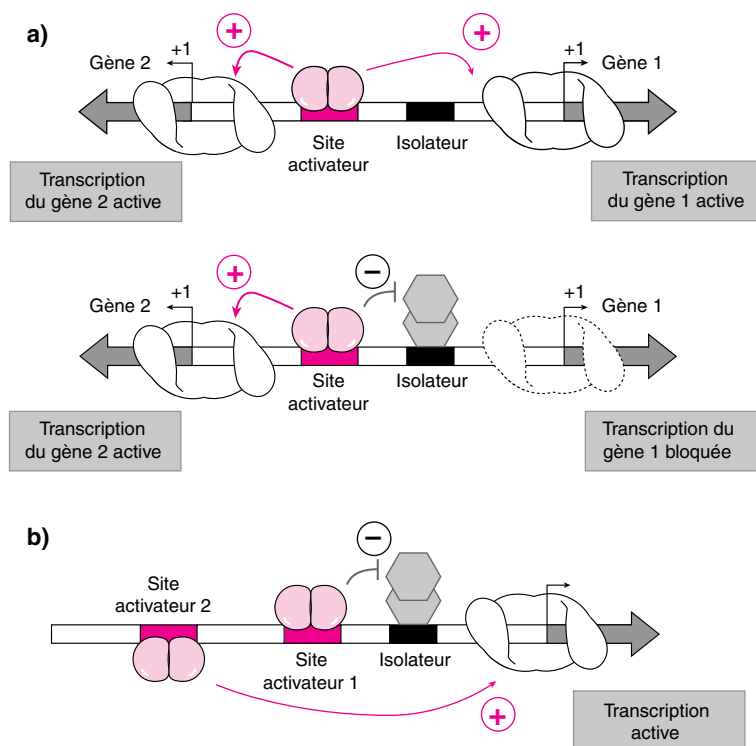 a)
+
+
Gène 2
+1
+1
Gène 1
Site
activateur
Isolateur
Transcription
du gène 2 active
Transcription
du gène 1 active
+
−
Gène 2
+1
+1
Gène 1
Site
activateur
Isolateur
Transcription
du gène 2 active
Transcription du
gène 1 bloquée
b)
−
Site
activateur 2
Site
activateur 1
Isolateur
+
Transcription
active